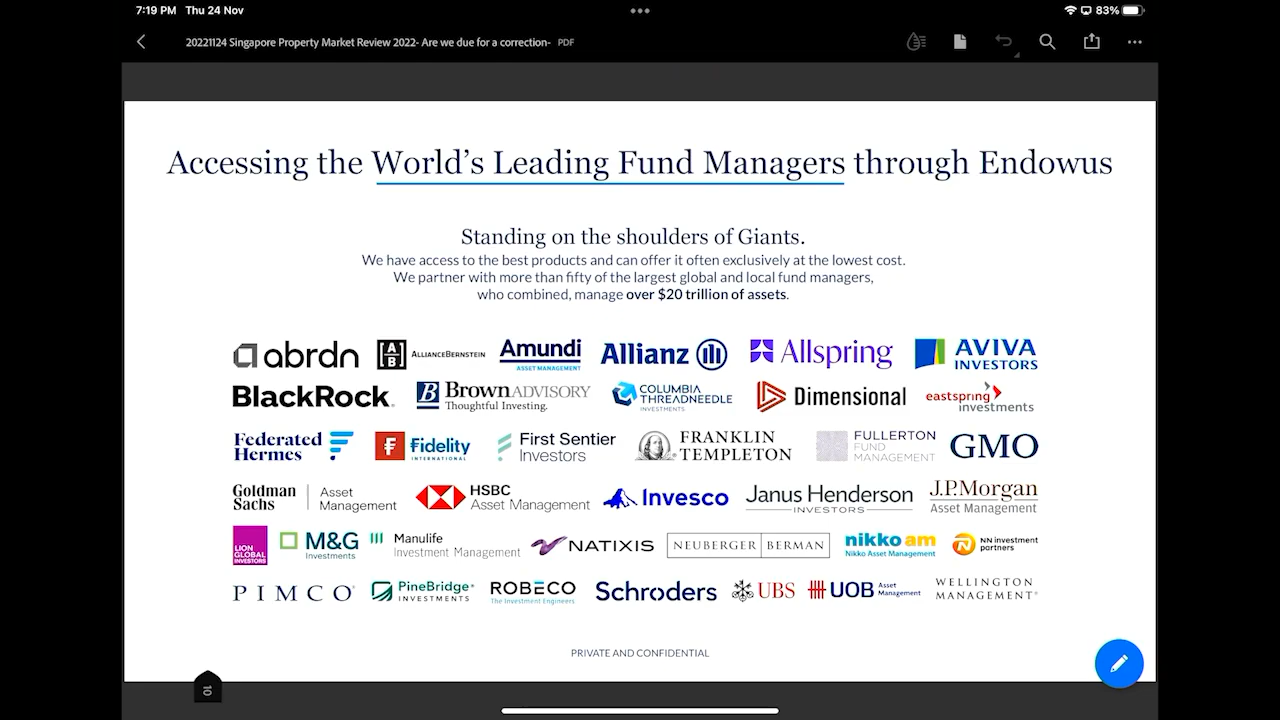 7:19 PM Thu 24 Nov
83%
20221124 Singapore Property Market Review 2022- Are we due for a correction- PDF
Accessing the World's Leading Fund Managers through Endowus
Standing on the shoulders of Giants.
We have access to the best products and can offer it often exclusively at the lowest cost.
We partner with more than fifty of the largest global and local fund managers,
who combined, manage over $20 trillion of assets.
abrdn
A
B
ALLIANCEBERNSTEIN
Amundi
ASSET MANAGEMENT
Allianz
Allspring
AVIVA
INVESTORS
BlackRock.
B
Brown ADVISORY
Thoughtful Investing.
COLUMBIA
THREADNEEDLE
INVESTMENTS
Dimensional
eastspring
investments
Federated
Hermes
F
Fidelity
INTERNATIONAL
First Sentier
Investors
FRANKLIN
TEMPLETON
FULLERTON
FUND
MANAGEMENT
GMO
Goldman
Sachs
Asset
Management
HSBC
Asset Management
Invesco
Janus Henderson
INVESTORS
J.P.Morgan
Asset Management
LION
GLOBAL
INVESTORS
M&G
Investments
Manulife
Investment Management
NATIXIS
NEUBERGER BERMAN
nikko am
Nikko Asset Management
NN investment
partners
PIMCO
PineBridge
INVESTMENTS
ROBECO
The Investment Engineers
Schroders
UBS
UOB Asset
Management
WELLINGTON
MANAGEMENT®
PRIVATE AND CONFIDENTIAL
10